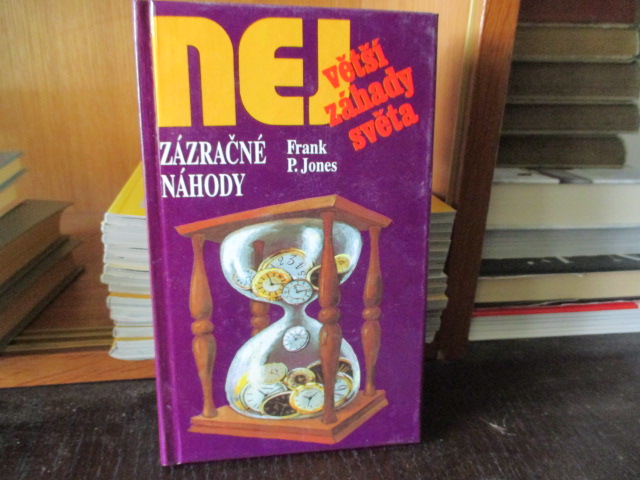 NEJ
větší
záhady
světa
ZÁZRAČNÉ
NÁHODY
Frank
P. Jones